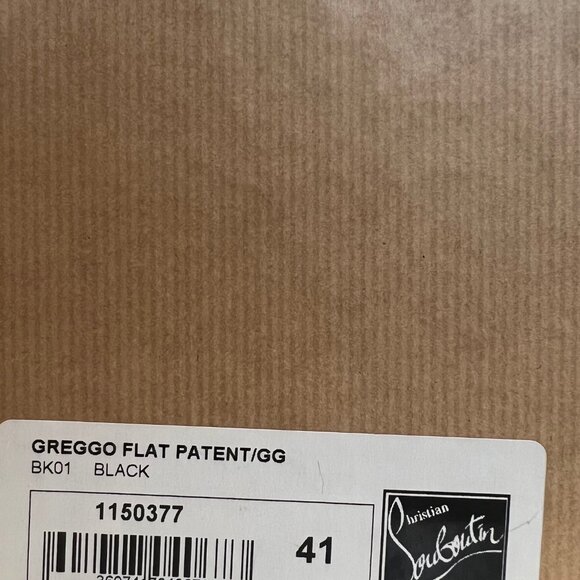 GREGGO FLAT PATENT/GG
BK01 BLACK
1150377
41
Christian
Louboutin